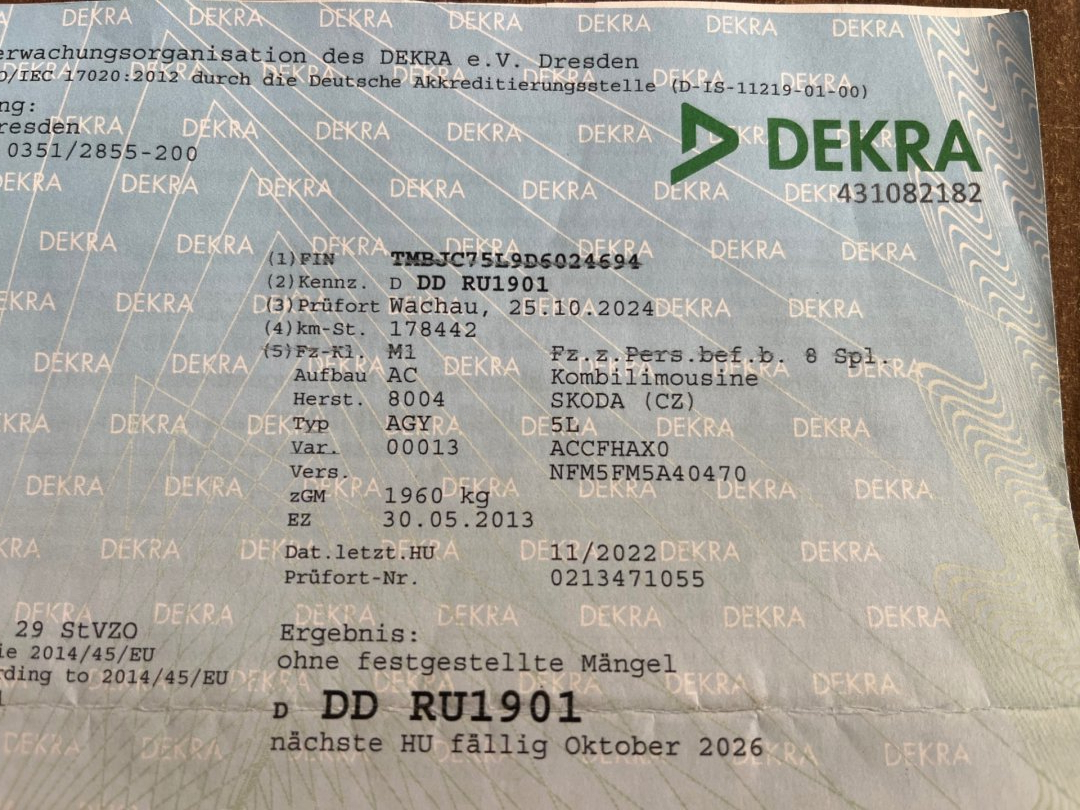 erwachungsorganisation des DEKRA e.V. Dresden
O/IEC 17020:2012 durch die Deutsche Akkreditierungsstelle (D-IS-11219-01-00)
ng:
resden
0351/2855-200
DEKRA
431082182
(1) FIN TMBJC75L9D6024694
(2) Kennz. D DD RU1901
(3) Prüfort Wachau, 25.10.2024
(4) km-St. 178442
(5) Fz-Kl. M1 Fz.z.Pers.bef.b. 8 Spl.
Aufbau AC Kombilimousine
Herst. 8004 SKODA (CZ)
Typ AGY 5L
Var. 00013 ACCFHAX0
Vers. NFM5FM5A40470
zGM 1960 kg
EZ 30.05.2013
Dat.letzt.HU 11/2022
Prüfort-Nr. 0213471055
29 StVZO
ie 2014/45/EU
rding to 2014/45/EU
Ergebnis:
ohne festgestellte Mängel
D DD RU1901
nächste HU fällig Oktober 2026